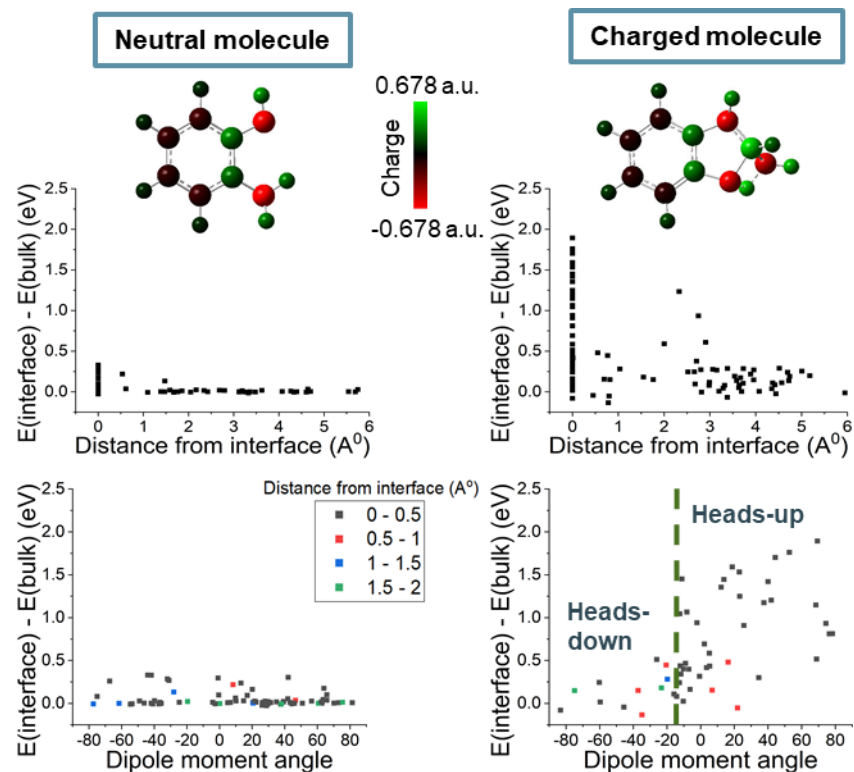 Neutral molecule
Charged molecule
0.678 a.u.
Charge
-0.678 a.u.
E(interface) - E(bulk) (eV)
2.5
2.0
1.5
1.0
0.5
0.0
0 1 2 3 4 5 6
Distance from interface (A⁰)
E(interface) - E(bulk) (eV)
2.5
2.0
1.5
1.0
0.5
0.0
0 1 2 3 4 5 6
Distance from interface (A⁰)
E(interface) - E(bulk) (eV)
2.5
2.0
1.5
1.0
0.5
0.0
-80 -60 -40 -20 0 20 40 60 80
Dipole moment angle
Distance from interface (A⁰)
0 - 0.5
0.5 - 1
1 - 1.5
1.5 - 2
E(interface) - E(bulk) (eV)
2.5
2.0
1.5
1.0
0.5
0.0
Heads-up
Heads-
down
-80 -60 -40 -20 0 20 40 60 80
Dipole moment angle